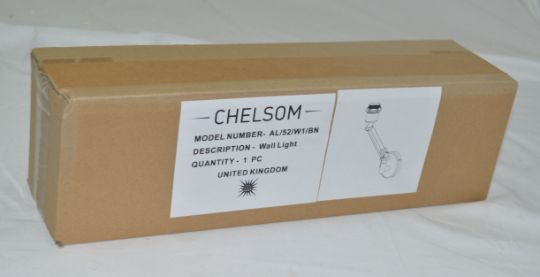 CHELSOM
MODEL NUMBER- AL/52/W1/BN
DESCRIPTION - Wall Light
QUANTITY - 1 PC
UNITED KINGDOM